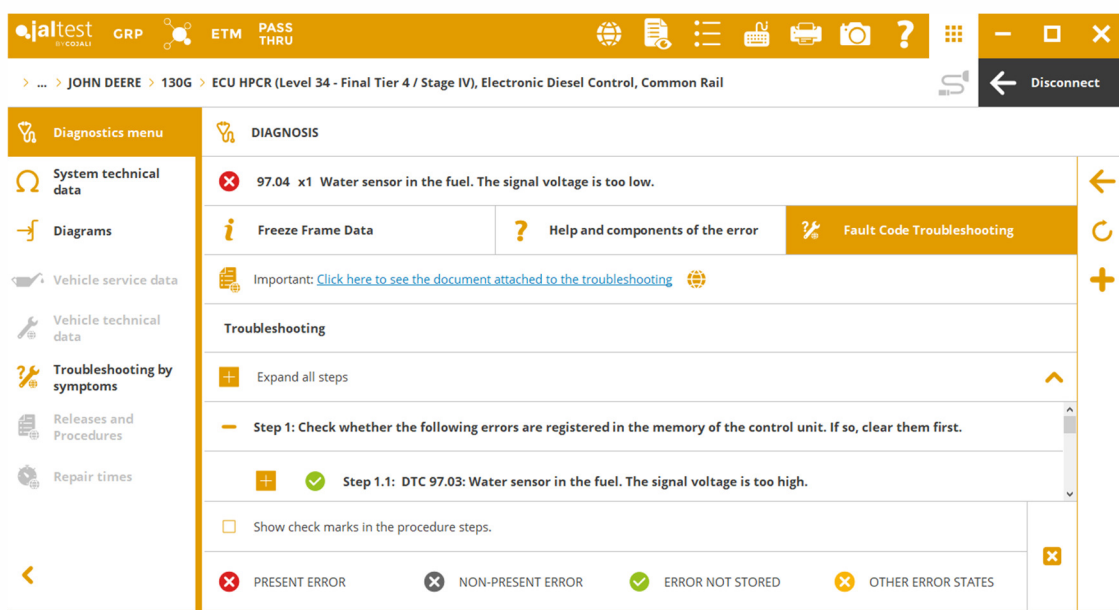 jaltest
BY COJALI
GRP
ETM
PASS
THRU
?
> ... > JOHN DEERE > 130G > ECU HPCR (Level 34 - Final Tier 4 / Stage IV), Electronic Diesel Control, Common Rail
Disconnect
Diagnostics menu
DIAGNOSIS
System technical
data
97.04 x1 Water sensor in the fuel. The signal voltage is too low.
Diagrams
Freeze Frame Data
Help and components of the error
Fault Code Troubleshooting
Vehicle service data
Important: Click here to see the document attached to the troubleshooting
Vehicle technical
data
Troubleshooting
Troubleshooting by
symptoms
Expand all steps
Releases and
Procedures
Step 1: Check whether the following errors are registered in the memory of the control unit. If so, clear them first.
Repair times
Step 1.1: DTC 97.03: Water sensor in the fuel. The signal voltage is too high.
Show check marks in the procedure steps.
PRESENT ERROR
NON-PRESENT ERROR
ERROR NOT STORED
OTHER ERROR STATES